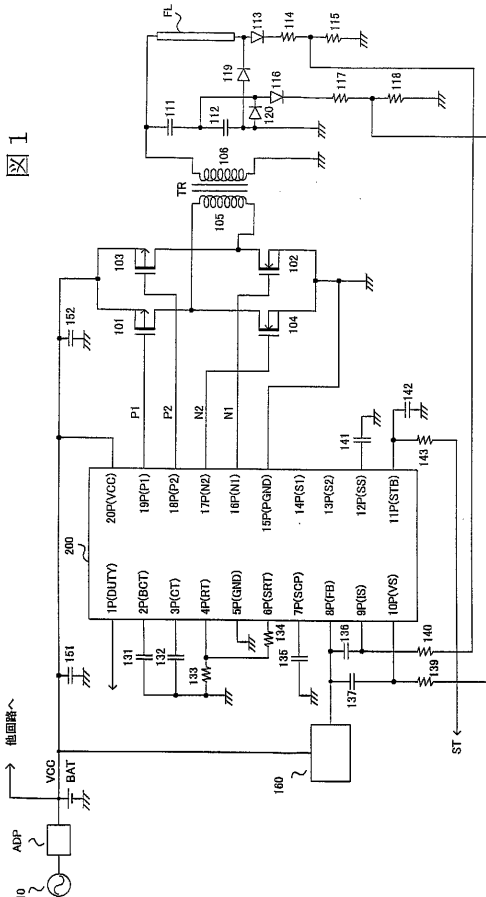 図 1
FL
113
114
115
119
116
117
118
120
111
112
106
TR
105
103
102
101
104
152
P1
P2
N2
N1
141
142
143
200
20P(VCC)
19P(P1)
18P(P2)
17P(N2)
16P(N1)
15P(PGND)
14P(S1)
13P(S2)
12P(SS)
11P(STB)
1P(DUTY)
2P(BCT)
3P(CT)
4P(RT)
5P(GND)
6P(SRT)
7P(SCP)
8P(FB)
9P(IS)
10P(VS)
151
131
132
133
134
135
136
137
140
139
ST
160
他回路へ
VCC
BAT
ADP